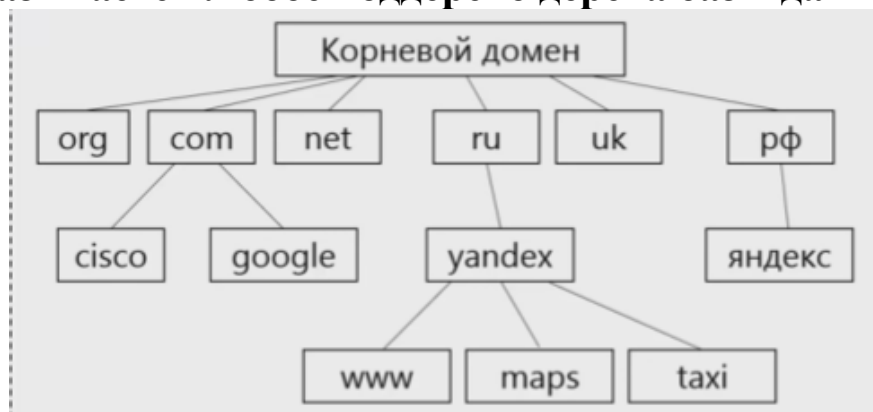 Корневой домен
org com net ru uk рф
cisco google yandex яндекс
www maps taxi